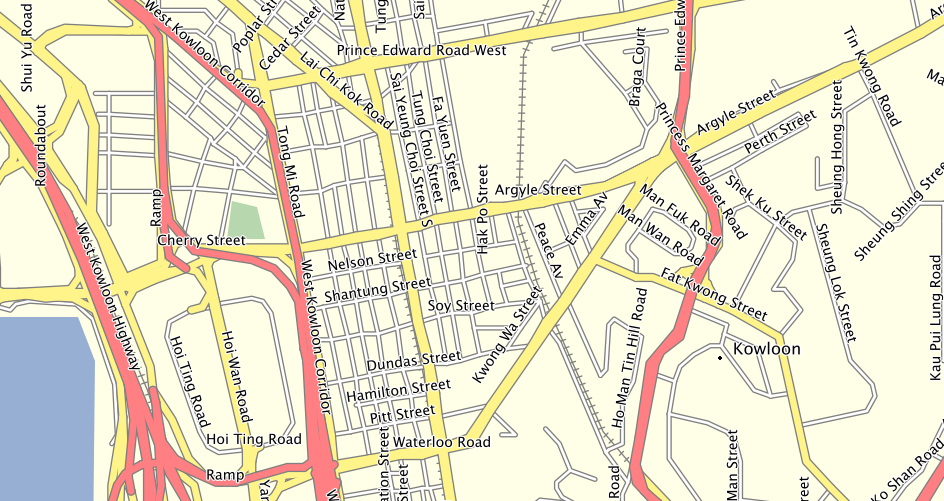 Shui Yu Road
Roundabout
West Kowloon Corridor
Poplar Street
Cedar Street
Lai Chi Kok Road
Prince Edward Road West
Sai Yeung Choi Street S
Tung Choi Street
Fa Yuen Street
Braga Court
Tin Kwong Road
Princess Margaret Road
Argyle Street
Perth Street
Sheung Hong Street
Sheung Shing Street
Tong Mi Road
Ramp
Cherry Street
Hak Po Street
Argyle Street
Peace Av
Emma Av
Man Fuk Road
Man Wan Road
Shek Ku Street
Sheung Lok Street
Kau Pui Lung Road
West Kowloon Highway
West Kowloon Corridor
Nelson Street
Shantung Street
Soy Street
Fat Kwong Street
Kwong Wa Street
Ho Man Tin Hill Road
Kowloon
Hoi Ting Road
Hoi Wan Road
Dundas Street
Hamilton Street
Pitt Street
Hoi Ting Road
Waterloo Road
Ramp
Road
Man Street
Ko Shan Road
Street